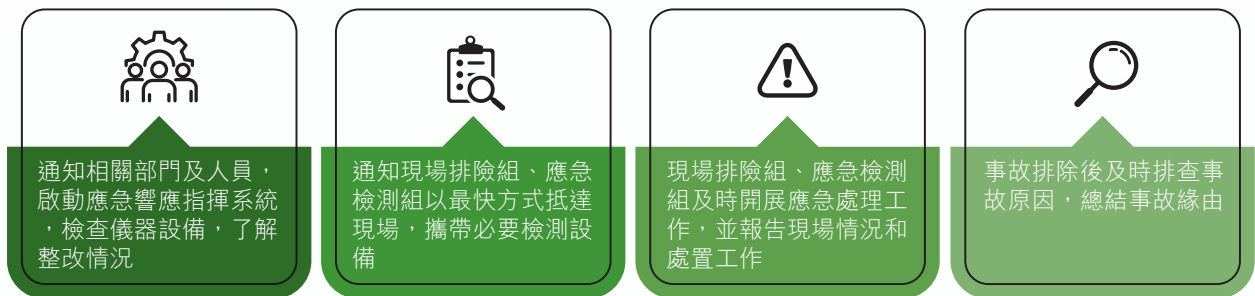 通知相關部門及人員，
啟動應急響應指揮系統
，檢查儀器設備，了解
整改情況
通知現場排險組、應急
檢測組以最快方式抵達
現場，攜帶必要檢測設
備
現場排險組、應急檢測
組及時開展應急處理工
作，並報告現場情況和
處置工作
事故排除後及時排查事
故原因，總結事故緣由